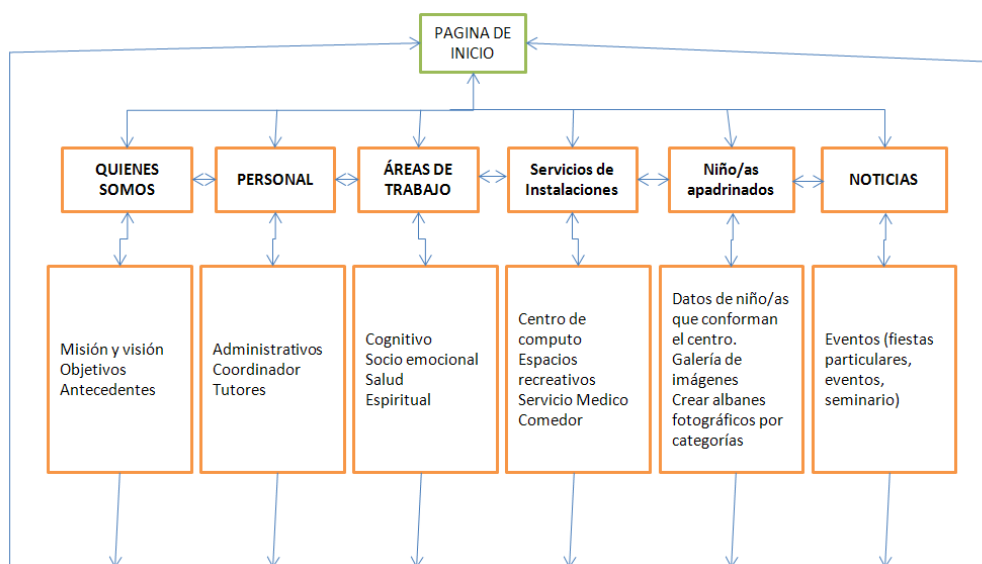 PAGINA DE
INICIO
QUIENES
SOMOS
PERSONAL
ÁREAS DE
TRABAJO
Servicios de
Instalaciones
Niño/as
apadrinados
NOTICIAS
Misión y visión
Objetivos
Antecedentes
Administrativos
Coordinador
Tutores
Cognitivo
Socio emocional
Salud
Espiritual
Centro de
computo
Espacios
recreativos
Servicio Medico
Comedor
Datos de niño/as
que conforman
el centro.
Galería de
imágenes
Crear albanes
fotográficos por
categorías
Eventos (fiestas
particulares,
eventos,
seminario)